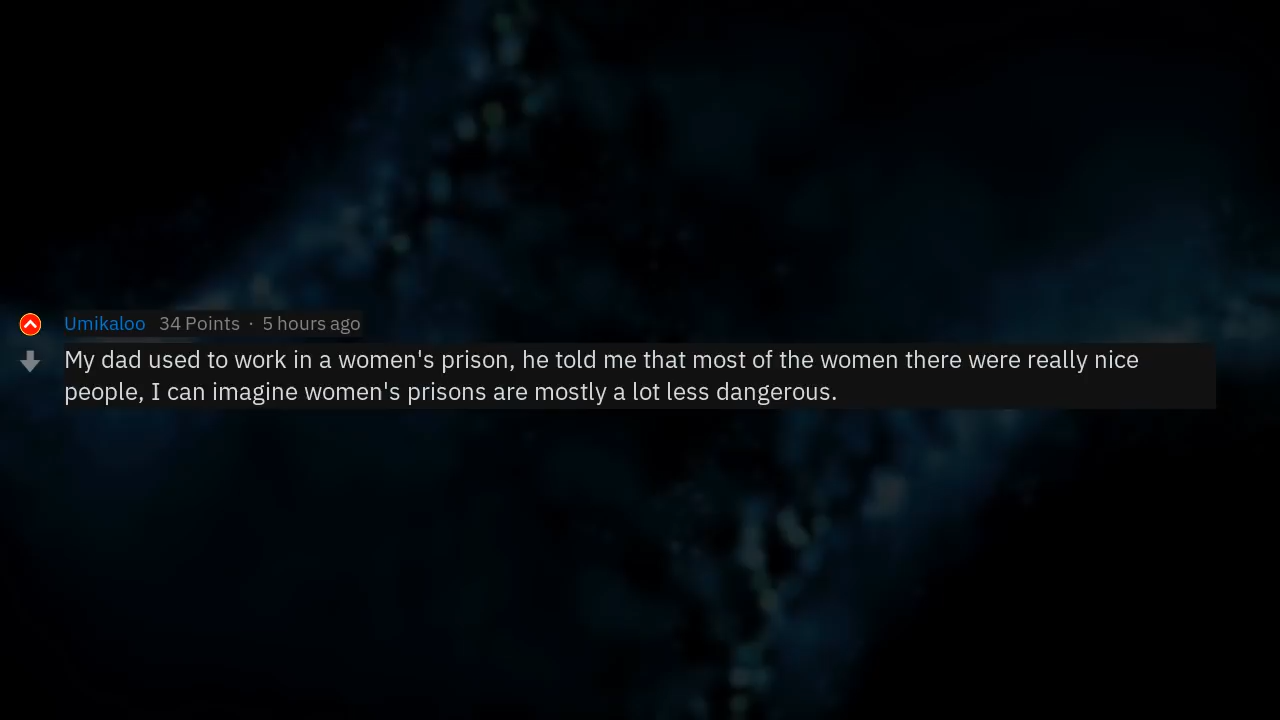 Umikaloo 34 Points · 5 hours ago
My dad used to work in a women's prison, he told me that most of the women there were really nice
people, I can imagine women's prisons are mostly a lot less dangerous.